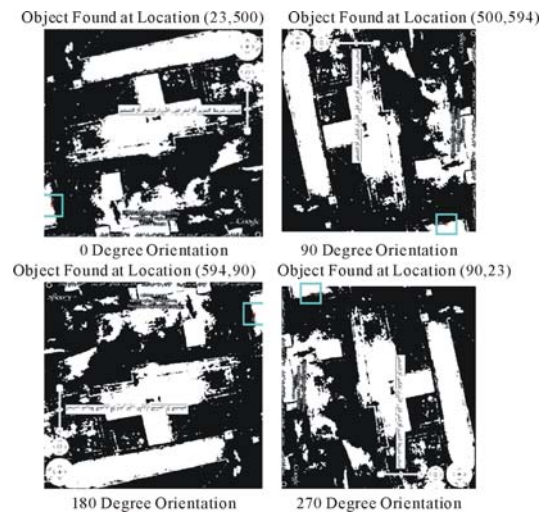 Object Found at Location (23,500)
Object Found at Location (500,594)
Google
0 Degree Orientation
90 Degree Orientation
Object Found at Location (594,90)
Object Found at Location (90,23)
180 Degree Orientation
270 Degree Orientation